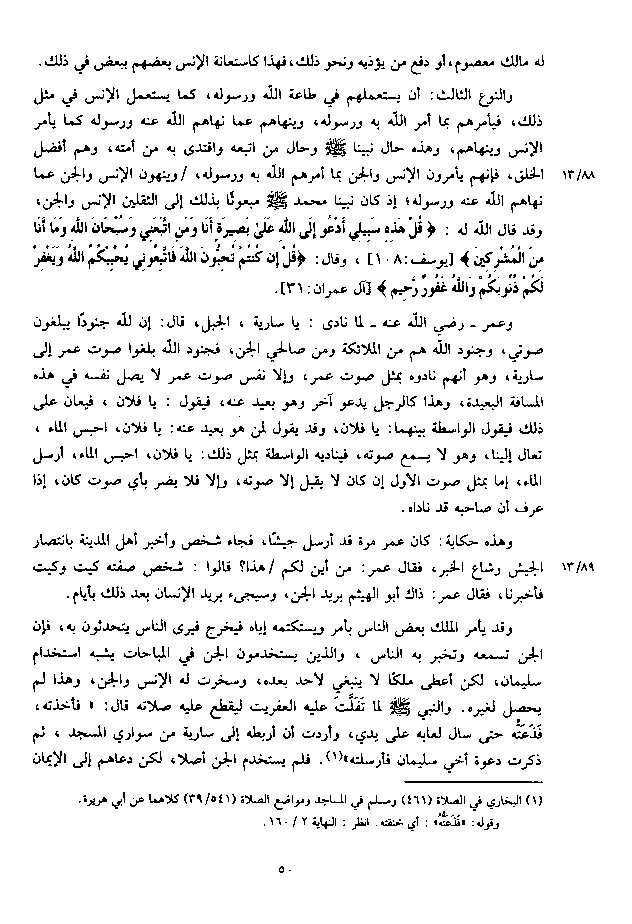 له مالك معصوم، أو دفع من يؤذيه ونحو ذلك، فهذا كاستعانة الإنس بعضهم ببعض في ذلك.
والنوع الثالث: أن يستعملهم في طاعة الله ورسوله، كما يستعمل الإنس في مثل
ذلك، فيأمرهم بما أمر الله به ورسوله، وينهاهم عما نهاهم الله عنه ورسوله كما يأمر
الإنس وينهاهم، وهذه حال نبينا ﷺ وحال من اتبعه واقتدى به من أمته، وهم أفضل
١٣/٨٨ الخلق، فإنهم يأمرون الإنس والجن بما أمرهم الله به ورسوله، /وينهون الإنس والجن عما
نهاهم الله عنه ورسوله؛ إذ كان نبينا محمد ﷺ مبعوثًا بذلك إلى الثقلين الإنس والجن،
وقد قال الله له : ﴿ قُلْ هَذِهِ سَبِيلِي أَدْعُو إِلَى اللهِ عَلَىٰ بَصِيرَةٍ أَنَا وَمَنِ اتَّبَعَنِي وَسُبْحَانَ اللهِ وَمَا أَنَا
مِنَ الْمُشْرِكِينَ ﴾ [يوسف:١٠٨] ، وقال: ﴿قُلْ إِن كُنتُمْ تُحِبُّونَ اللهَ فَاتَّبِعُونِي يُحْبِبْكُمُ اللهُ وَيَغْفِرْ
لَكُمْ ذُنُوبَكُمْ وَاللهُ غَفُورٌ رَّحِيم ﴾ [آل عمران:٣١].
وعمر ـ رضي الله عنه ـ لما نادى : يا سارية ، الجبل، قال: إن لله جنودًا يبلغون
صوتي، وجنود الله هم من الملائكة ومن صالحي الجن، فجنود الله بلغوا صوت عمر إلى
سارية، وهو أنهم نادوه بمثل صوت عمر، وإلا نفس صوت عمر لا يصل نفسه في هذه
المسافة البعيدة، وهذا كالرجل يدعو آخر وهو بعيد عنه، فيقول : يا فلان ، فيعان على
ذلك فيقول الواسطة بينهما: يا فلان، وقد يقول لمن هو بعيد عنه: يا فلان، احبس الماء ،
تعال إلينا، وهو لا يسمع صوته، فيناديه الواسطة بمثل ذلك: يا فلان، احبس الماء، أرسل
الماء، إما بمثل صوت الأول إن كان لا يقبل إلا صوته، وإلا فلا يضر بأي صوت كان، إذا
عرف أن صاحبه قد ناداه.
وهذه حكاية: كان عمر مرة قد أرسل جيشًا، فجاء شخص وأخبر أهل المدينة بانتصار
١٣/٨٩ الجيش وشاع الخبر، فقال عمر: من أين لكم /هذا؟ قالوا : شخص صفته كيت وكيت
فأخبرنا، فقال عمر: ذاك أبو الهيثم بريد الجن، وسيجيء بريد الإنسان بعد ذلك بأيام.
وقد يأمر الملك بعض الناس بأمر ويستكتمه إياه فيخرج فيرى الناس يتحدثون به، فإن
الجن تسمعه وتخبر به الناس ، والذين يستخدمون الجن في المباحات يشبه استخدام
سليمان، لكن أعطى ملكًا لا ينبغي لأحد بعده، وسخرت له الإنس والجن، وهذا لم
يحصل لغيره. والنبي ﷺ لما تَفَلَّتَ عليه العفريت ليقطع عليه صلاته قال: « فأخذته،
فَذَعَتُّه حتى سال لعابه على يدي، وأردت أن أربطه إلى سارية من سواري المسجد ، ثم
ذكرت دعوة أخي سليمان فأرسلته»(١). فلم يستخدم الجن أصلا، لكن دعاهم إلى الإيمان
(١) البخاري في الصلاة (٤٦١) ومسلم في المساجد ومواضع الصلاة (٣٩/٥٤١) كلاهما عن أبي هريرة.
وقوله: «فَذَعَتُّهُ» : أي خنقته. انظر : النهاية ٢ / ١٦٠.
٥٠